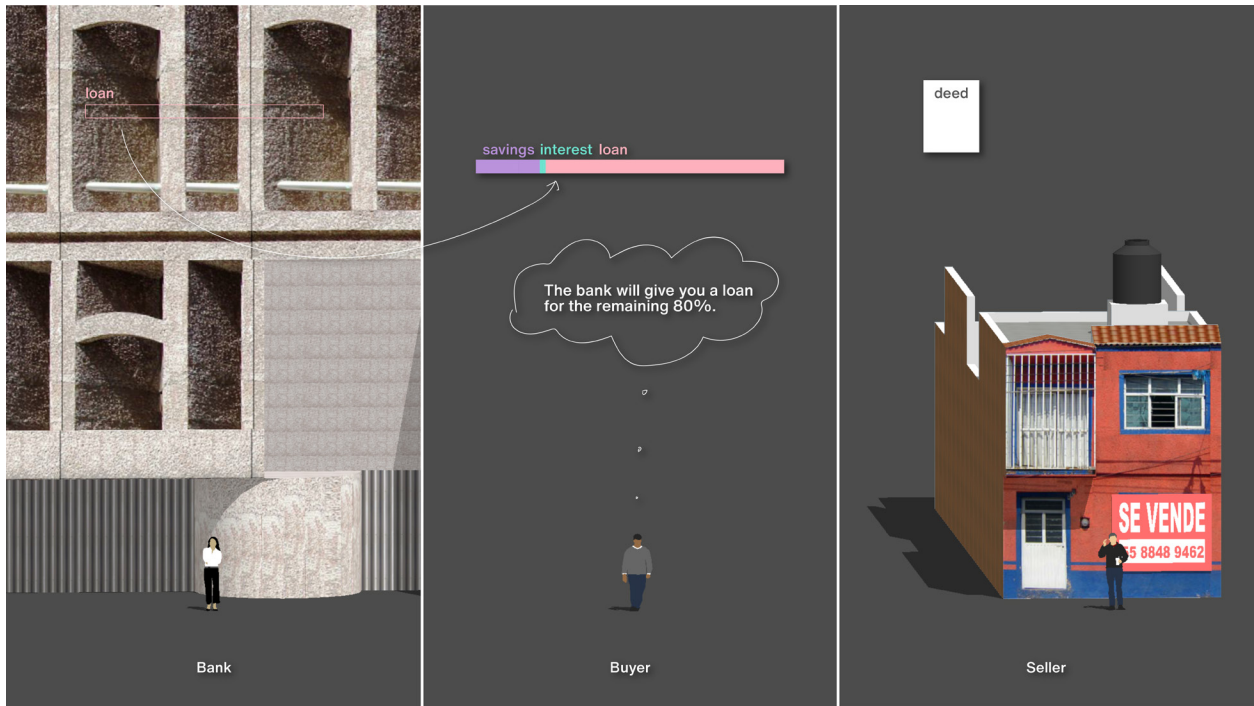 loan
savings interest loan
The bank will give you a loan
for the remaining 80%.
deed
SE VENDE
5 8848 9462
Bank
Buyer
Seller